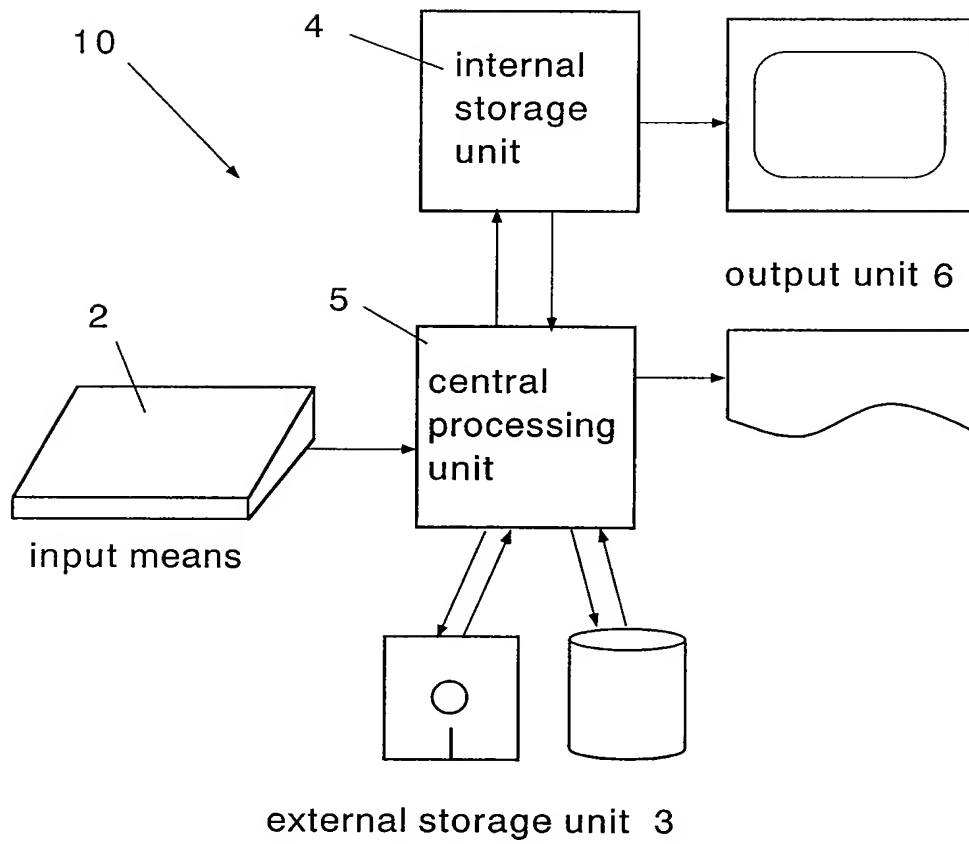 10
4
internal
storage
unit
output unit 6
5
2
central
processing
unit
input means
external storage unit 3